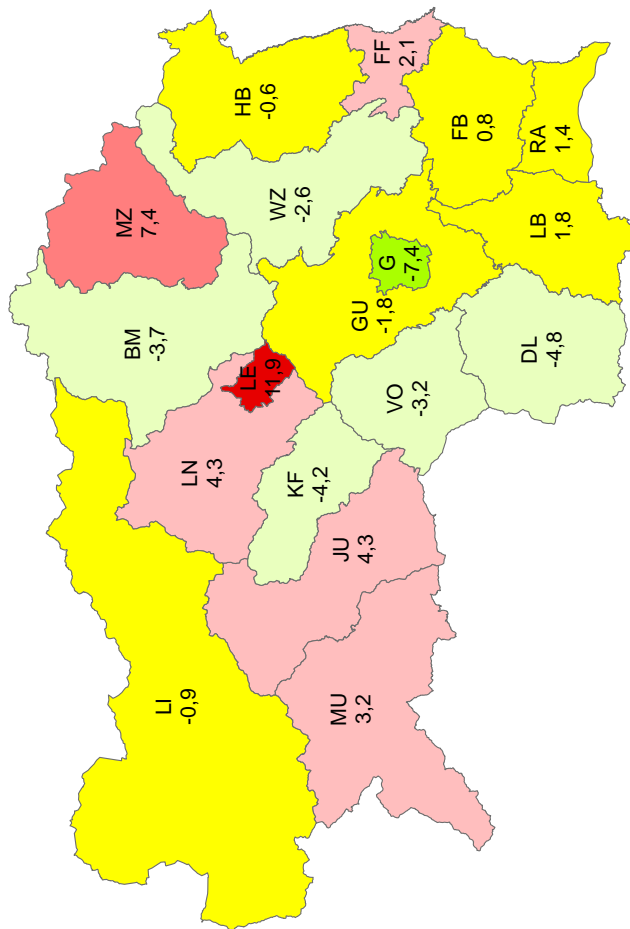 MZ
7,4
BM
-3,7
LI
-0,9
LN
4,3
HB
-0,6
LE
11,9
WZ
-2,6
KF
-4,2
MU
3,2
JU
4,3
GU
-1,8
FF
2,1
G
-7,4
VO
-3,2
FB
0,8
DL
-4,8
LB
1,8
RA
1,4